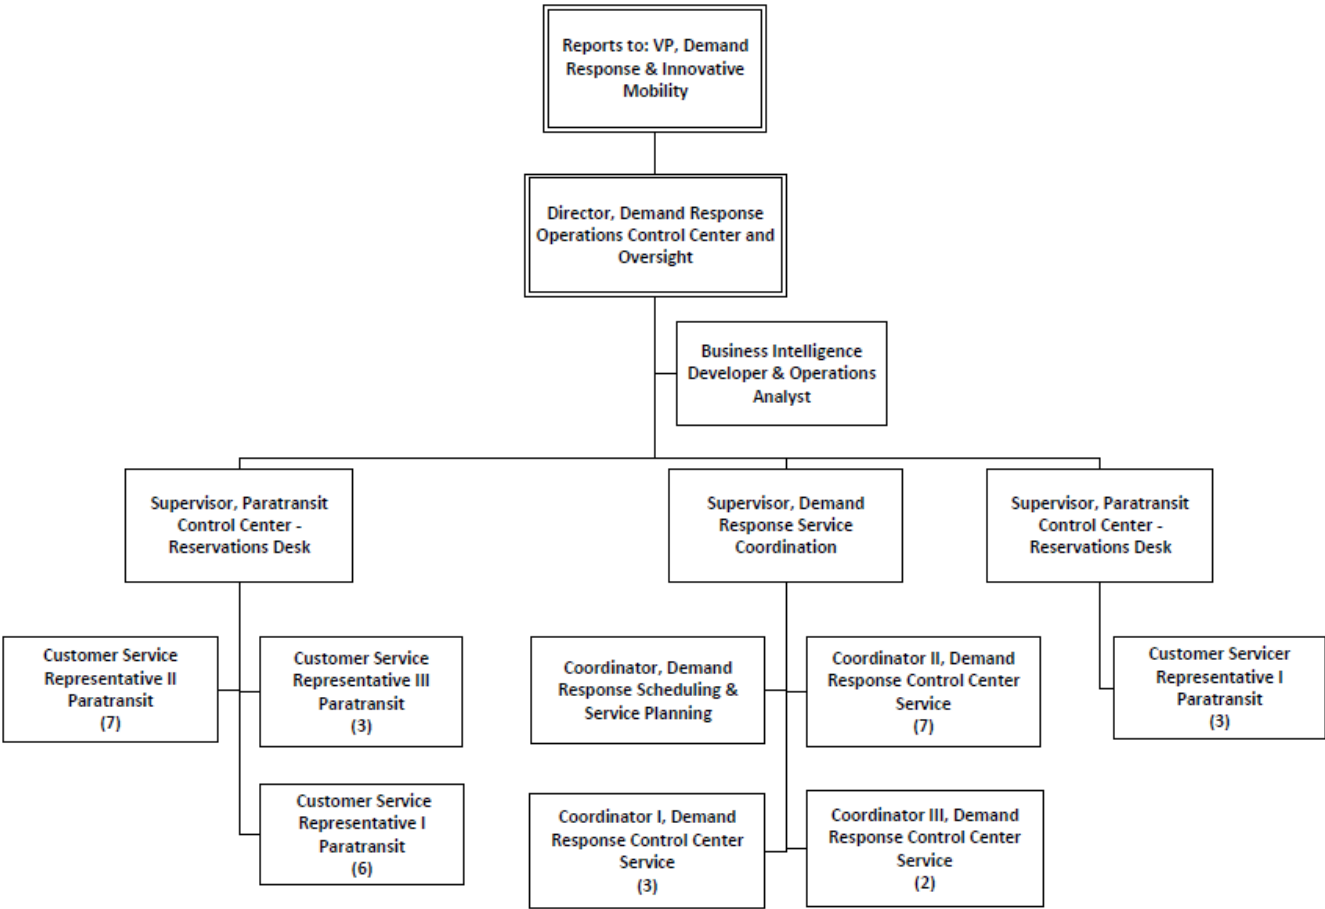 Reports to: VP, Demand
Response & Innovative
Mobility
Director, Demand Response
Operations Control Center and
Oversight
Business Intelligence
Developer & Operations
Analyst
Supervisor, Paratransit
Control Center -
Reservations Desk
Supervisor, Demand
Response Service
Coordination
Supervisor, Paratransit
Control Center -
Reservations Desk
Customer Service
Representative II
Paratransit
(7)
Customer Service
Representative III
Paratransit
(3)
Coordinator, Demand
Response Scheduling &
Service Planning
Coordinator II, Demand
Response Control Center
Service
(7)
Customer Servicer
Representative I
Paratransit
(3)
Customer Service
Representative I
Paratransit
(6)
Coordinator I, Demand
Response Control Center
Service
(3)
Coordinator III, Demand
Response Control Center
Service
(2)